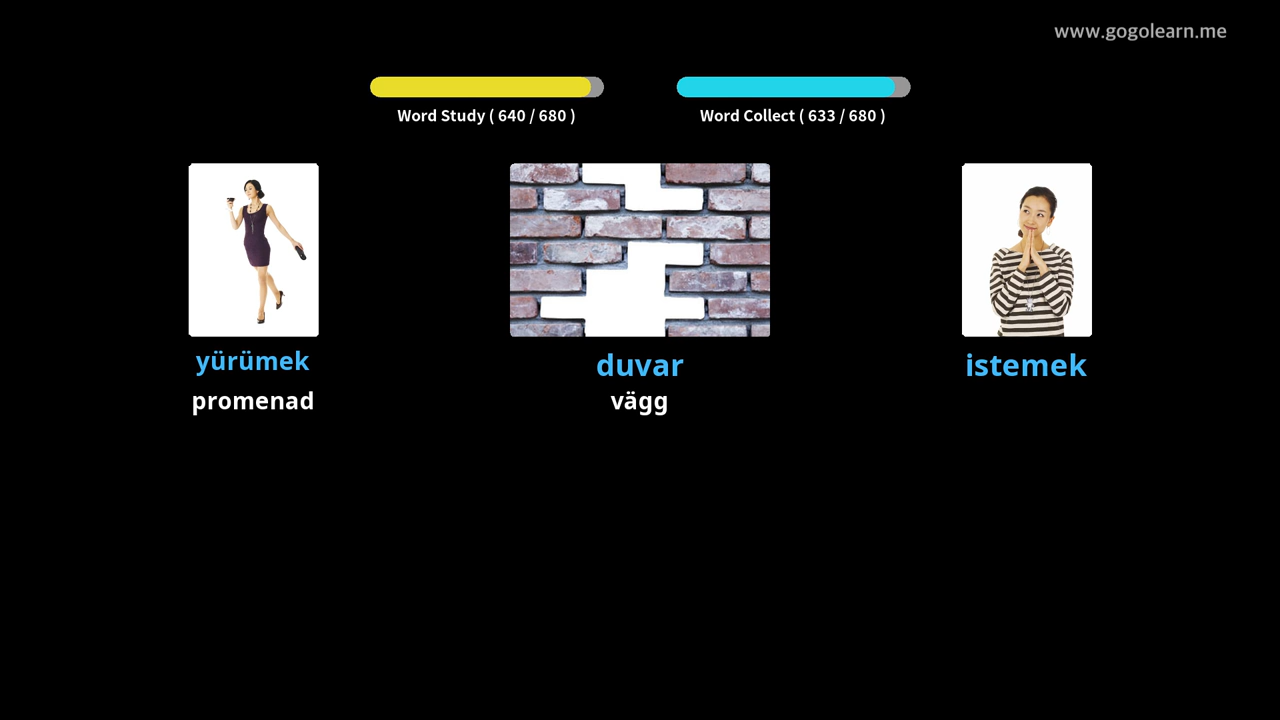 www.gogolearn.me
Word Study ( 640 / 680 )
Word Collect ( 633 / 680 )
yürümek
promenad
duvar
vägg
istemek